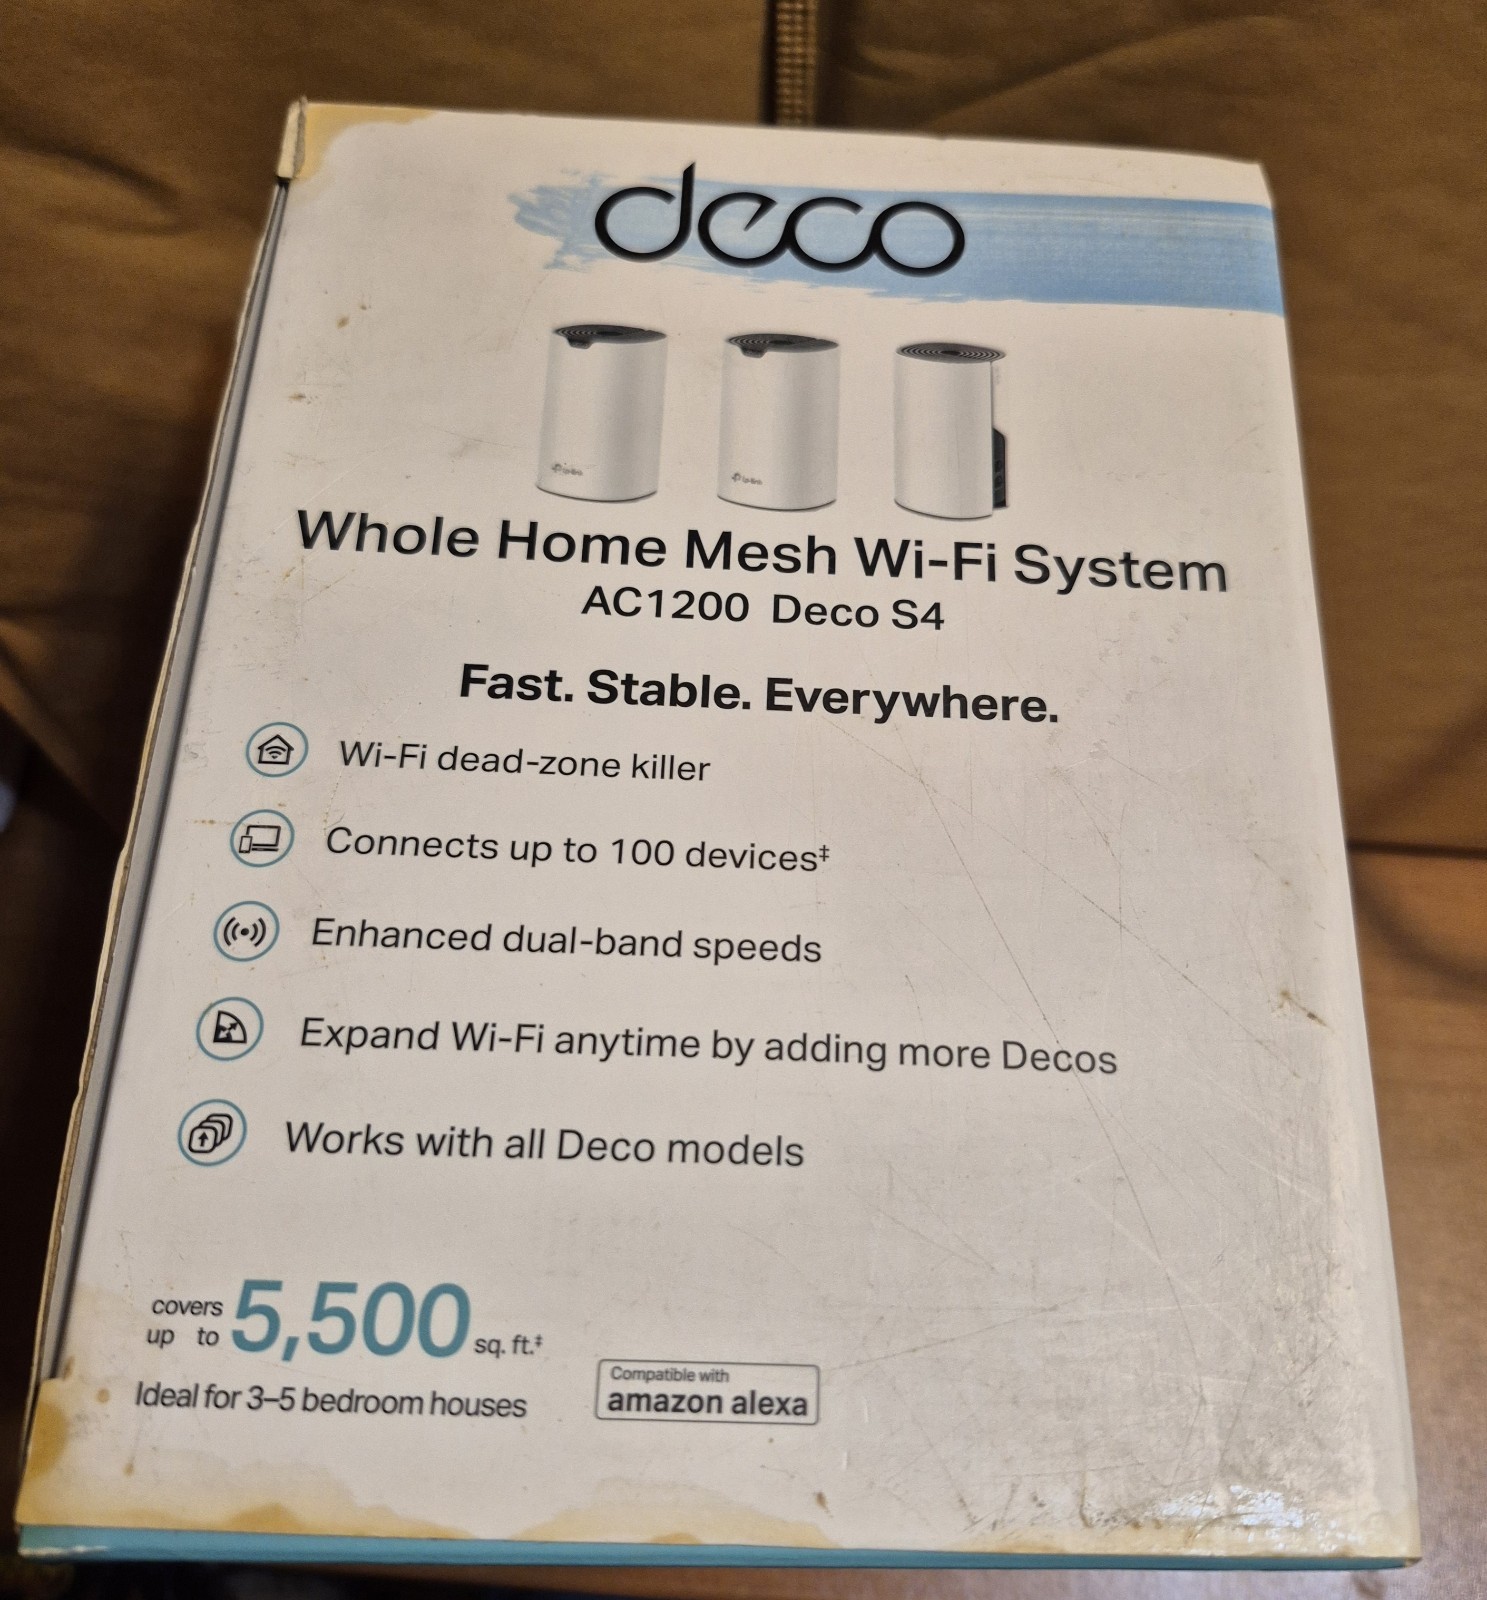 deco
Whole Home Mesh Wi-Fi System
AC1200 Deco S4
Fast. Stable. Everywhere.
Wi-Fi dead-zone killer
Connects up to 100 devices‡
Enhanced dual-band speeds
Expand Wi-Fi anytime by adding more Decos
Works with all Deco models
covers
up to
5,500
sq. ft.‡
Ideal for 3–5 bedroom houses
Compatible with
amazon alexa